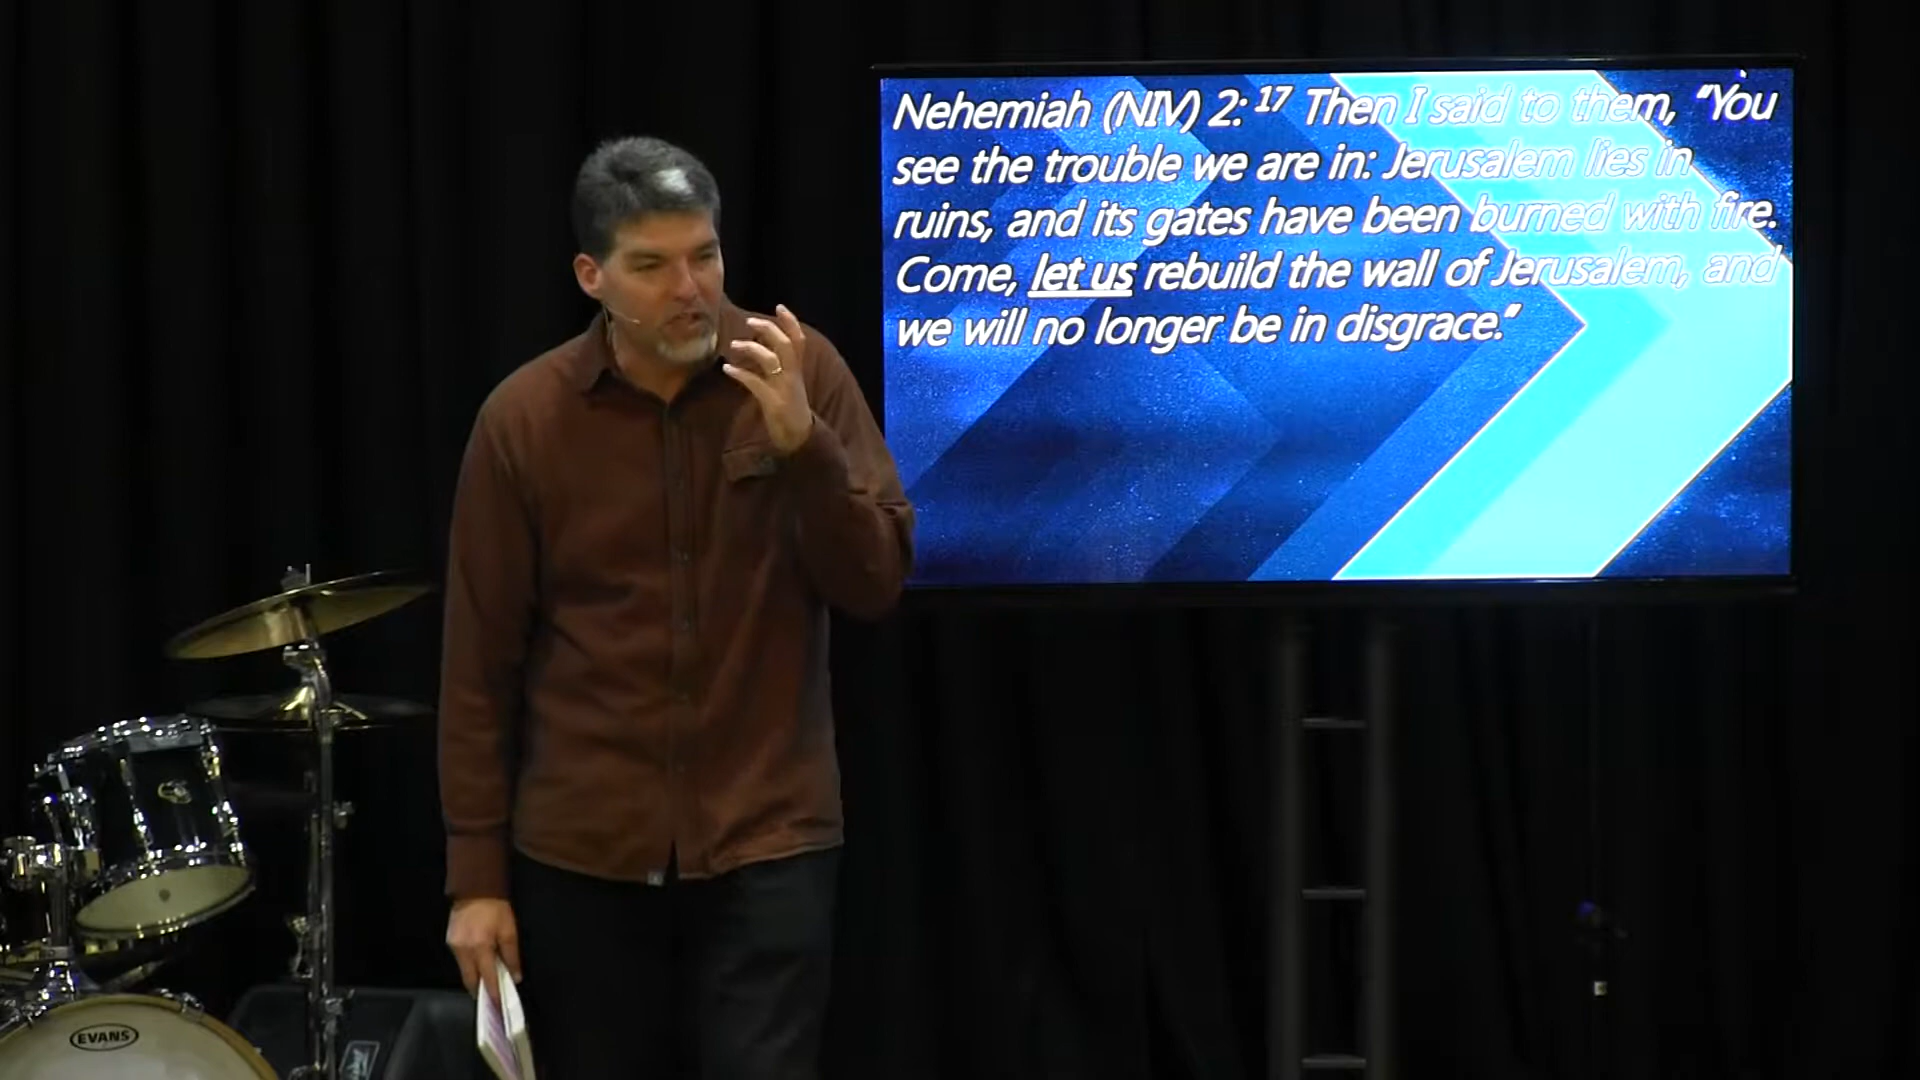 Nehemiah (NIV) 2: 17 Then I said to them, “You
see the trouble we are in: Jerusalem lies in
ruins, and its gates have been burned with fire.
Come, let us rebuild the wall of Jerusalem, and
we will no longer be in disgrace.”
EVANS